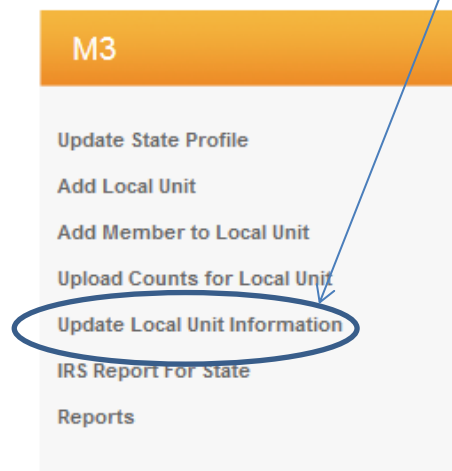 M3
Update State Profile
Add Local Unit
Add Member to Local Unit
Upload Counts for Local Unit
Update Local Unit Information
IRS Report For State
Reports